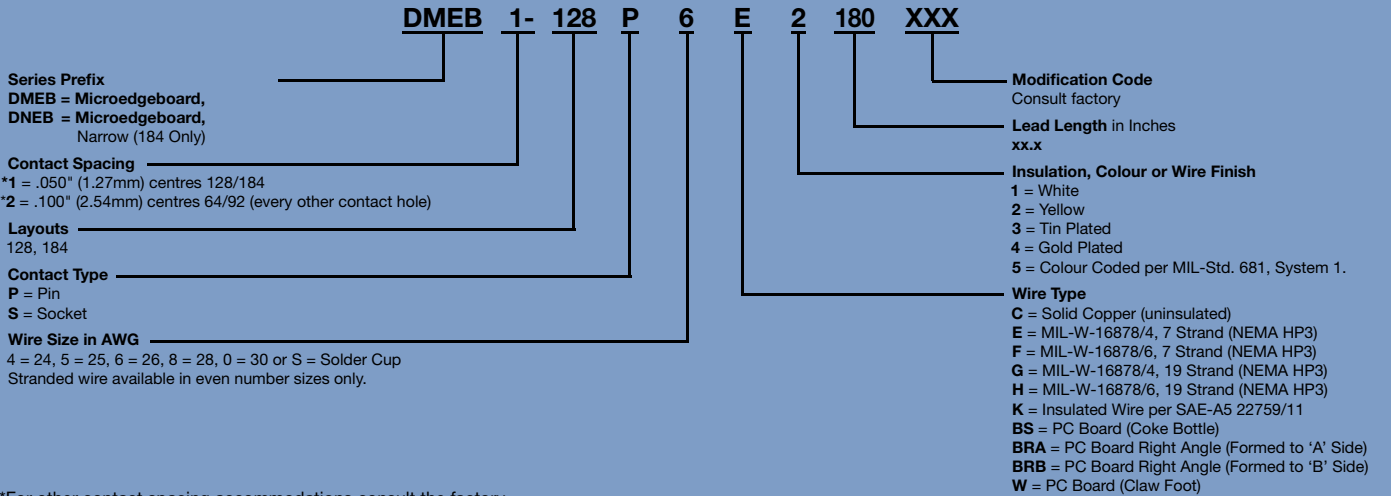 DMEB 1- 128 P 6 E 2 180 XXX
Series Prefix
DMEB = Microedgeboard,
DNEB = Microedgeboard,
Narrow (184 Only)
Contact Spacing
*1 = .050" (1.27mm) centres 128/184
*2 = .100" (2.54mm) centres 64/92 (every other contact hole)
Layouts
128, 184
Contact Type
P = Pin
S = Socket
Wire Size in AWG
4 = 24, 5 = 25, 6 = 26, 8 = 28, 0 = 30 or S = Solder Cup
Stranded wire available in even number sizes only.
Modification Code
Consult factory
Lead Length in Inches
xx.x
Insulation, Colour or Wire Finish
1 = White
2 = Yellow
3 = Tin Plated
4 = Gold Plated
5 = Colour Coded per MIL-Std. 681, System 1.
Wire Type
C = Solid Copper (uninsulated)
E = MIL-W-16878/4, 7 Strand (NEMA HP3)
F = MIL-W-16878/6, 7 Strand (NEMA HP3)
G = MIL-W-16878/4, 19 Strand (NEMA HP3)
H = MIL-W-16878/6, 19 Strand (NEMA HP3)
K = Insulated Wire per SAE-A5 22759/11
BS = PC Board (Coke Bottle)
BRA = PC Board Right Angle (Formed to ‘A’ Side)
BRB = PC Board Right Angle (Formed to ‘B’ Side)
W = PC Board (Claw Foot)
*For other contact spacing accommodations consult the factory